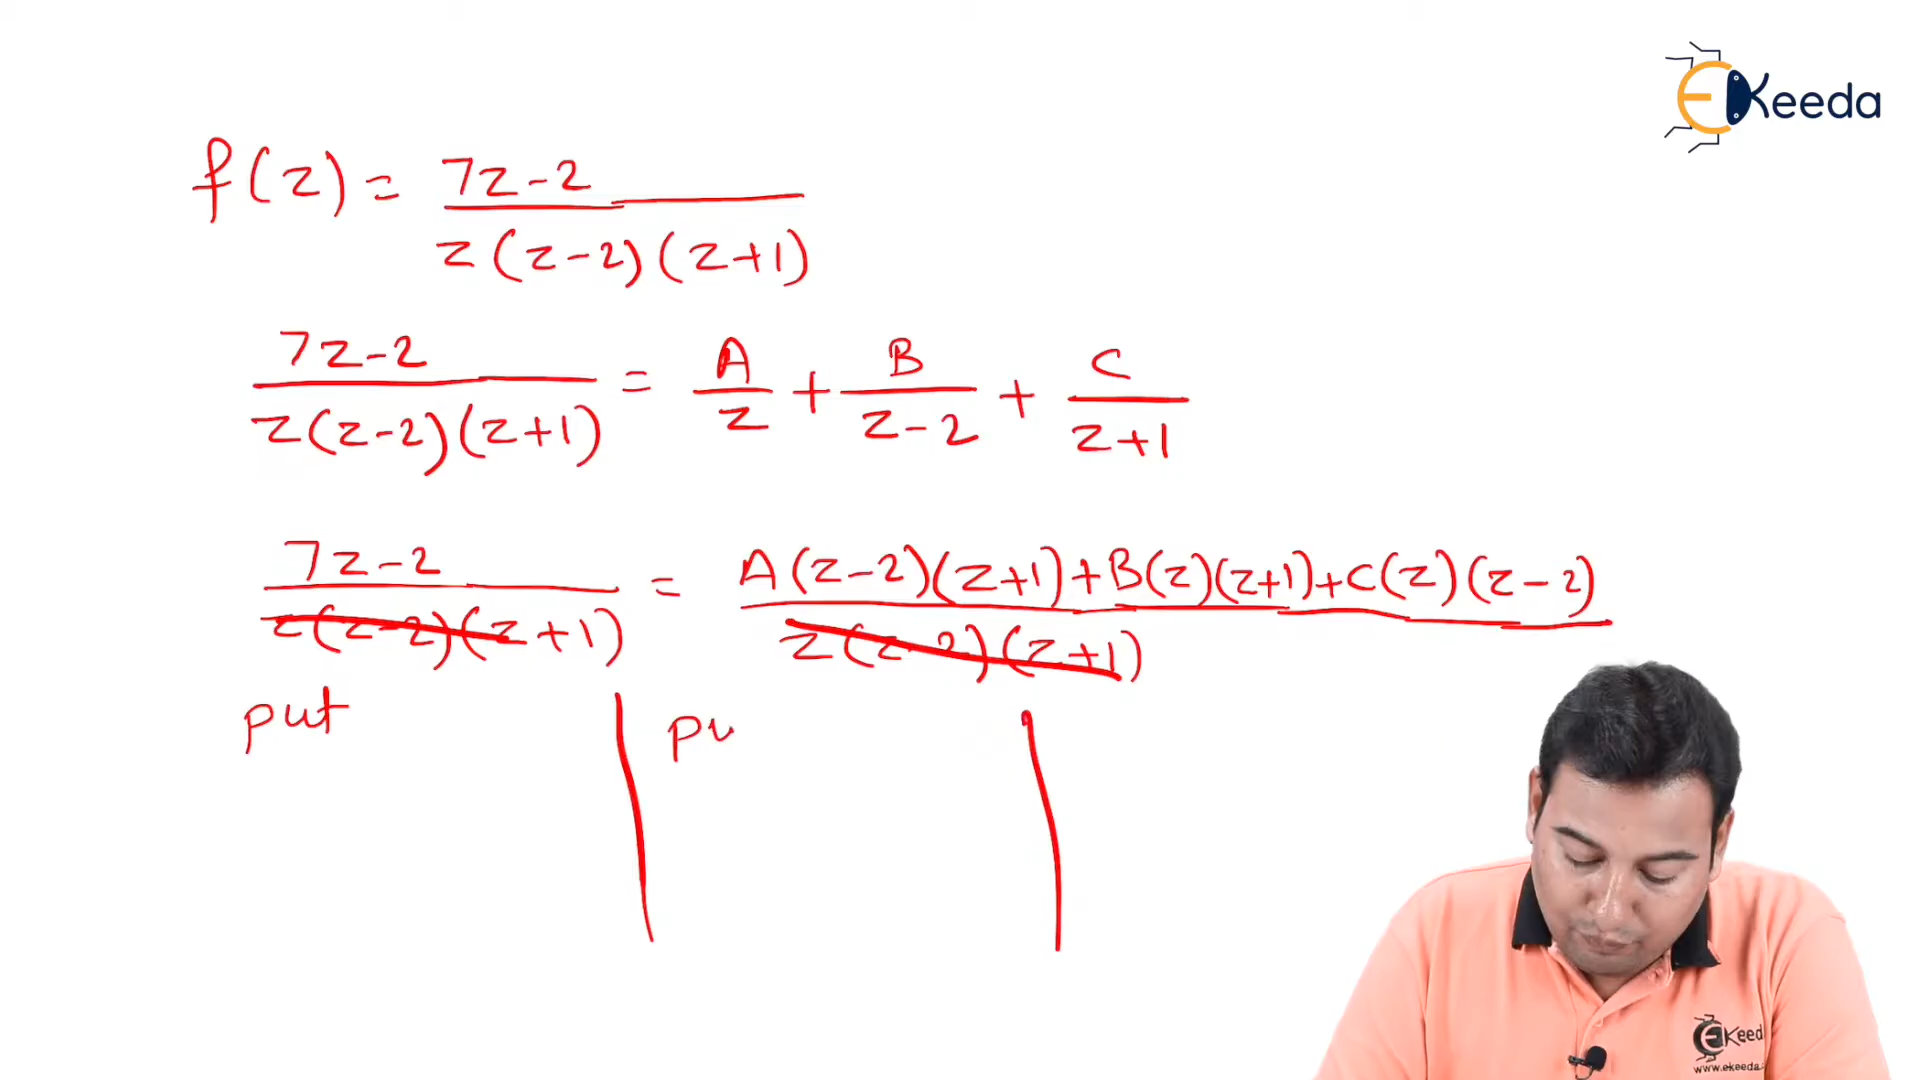 EKeeda
f(z) = 7z-2
z(z-2)(z+1)
7z-2 = A + B + C
z(z-2)(z+1) z z-2 z+1
7z-2 = A(z-2)(z+1)+B(z)(z+1)+C(z)(z-2)
z(z-2)(z+1) z(z-2)(z+1)
put pu
EKeed
www.ekeeda.